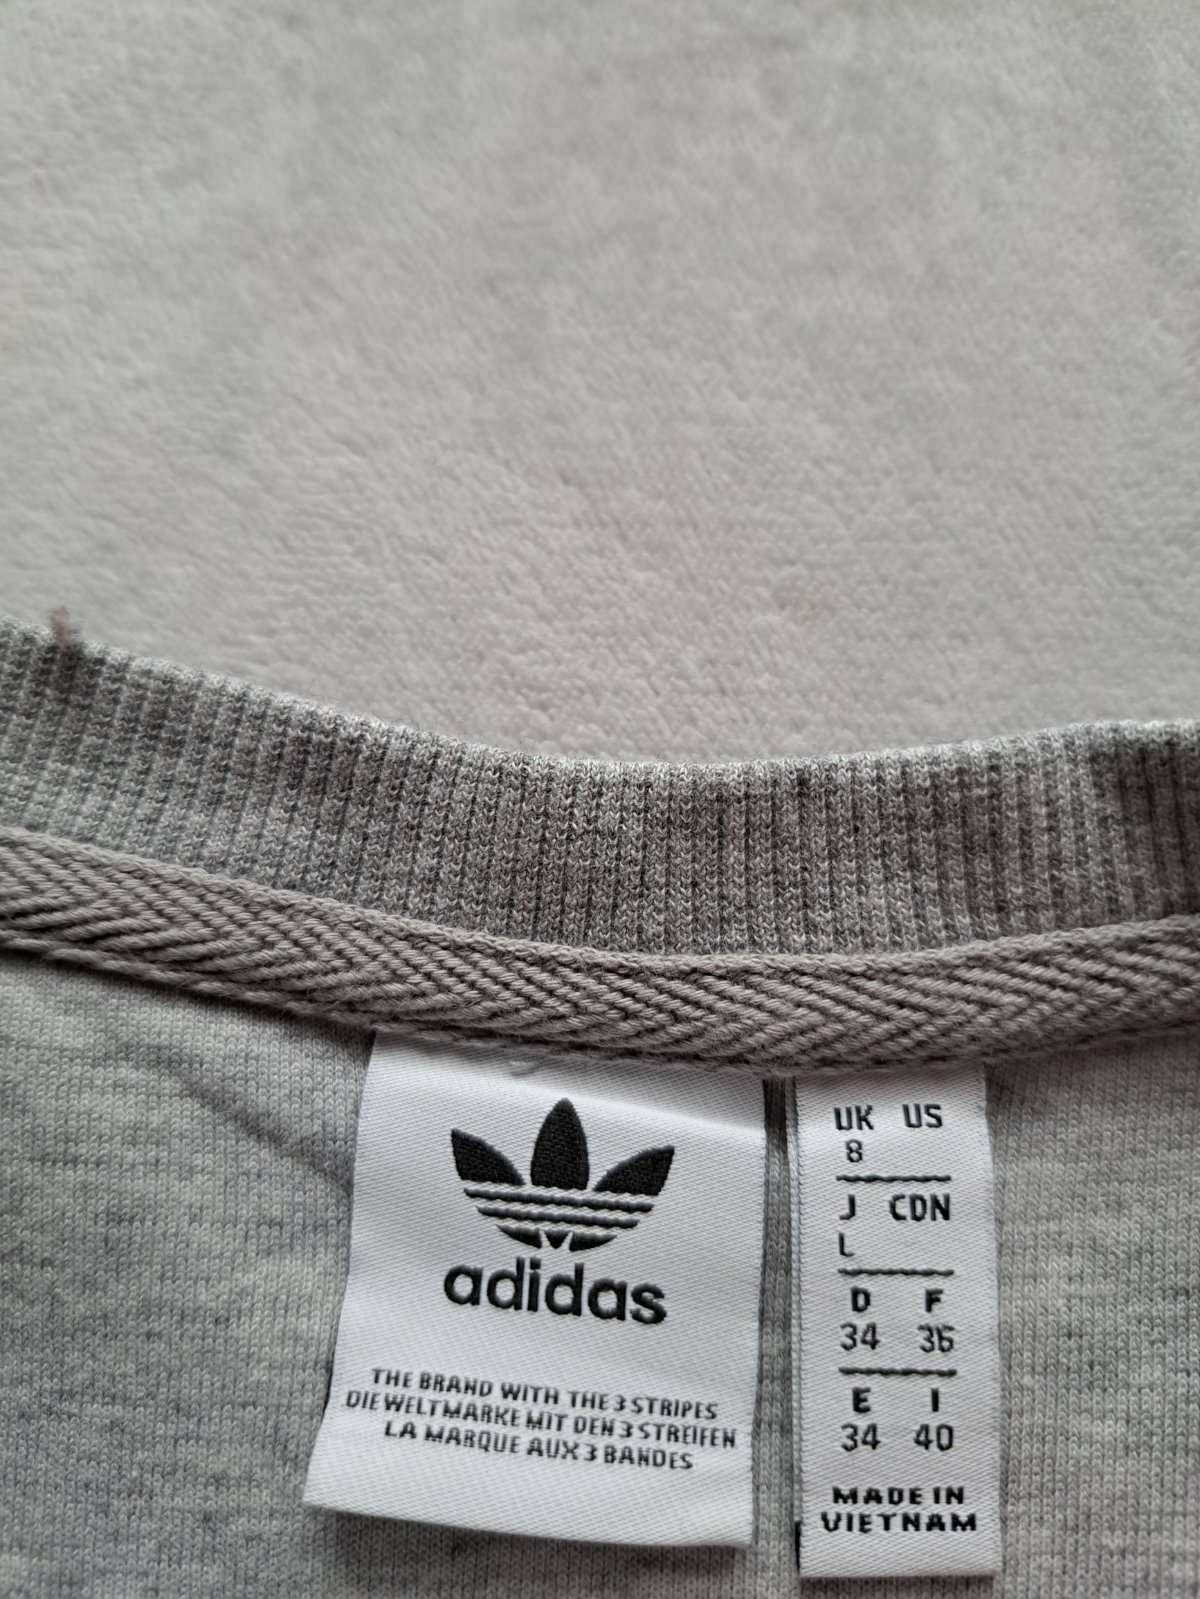 adidas
THE BRAND WITH THE 3 STRIPES
DIE WELTMARKE MIT DEN 3 STREIFEN
LA MARQUE AUX 3 BANDES
UK US
8
J CDN
L
D F
34 36
E I
34 40
MADE IN
VIETNAM